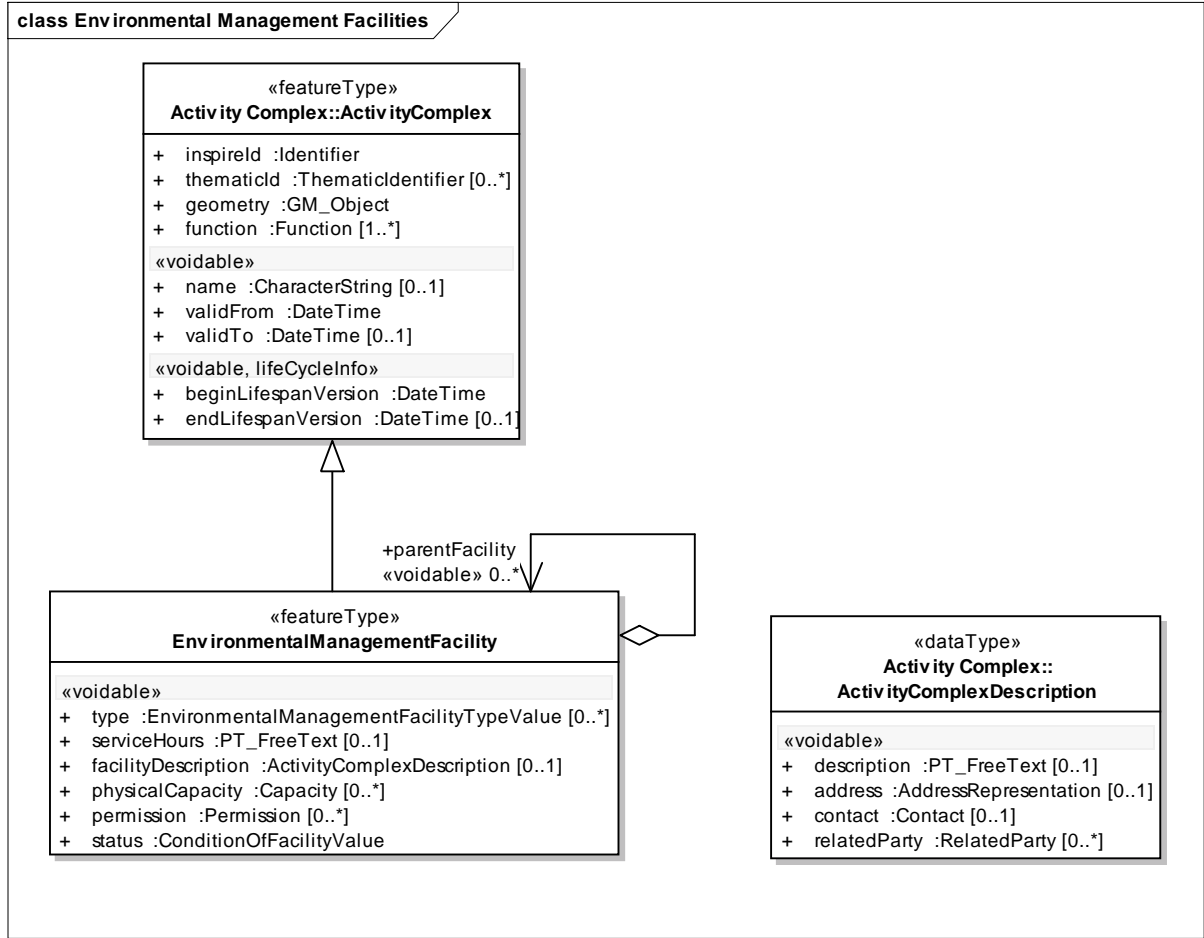 class Environmental Management Facilities
«featureType»
Activity Complex::ActivityComplex
+ inspireId :Identifier
+ thematicId :ThematicIdentifier [0..*]
+ geometry :GM_Object
+ function :Function [1..*]
«voidable»
+ name :CharacterString [0..1]
+ validFrom :DateTime
+ validTo :DateTime [0..1]
«voidable, lifeCycleInfo»
+ beginLifespanVersion :DateTime
+ endLifespanVersion :DateTime [0..1]
+parentFacility
«voidable» 0..*
«featureType»
EnvironmentalManagementFacility
«voidable»
+ type :EnvironmentalManagementFacilityTypeValue [0..*]
+ serviceHours :PT_FreeText [0..1]
+ facilityDescription :ActivityComplexDescription [0..1]
+ physicalCapacity :Capacity [0..*]
+ permission :Permission [0..*]
+ status :ConditionOfFacilityValue
«dataType»
Activity Complex::
ActivityComplexDescription
«voidable»
+ description :PT_FreeText [0..1]
+ address :AddressRepresentation [0..1]
+ contact :Contact [0..1]
+ relatedParty :RelatedParty [0..*]